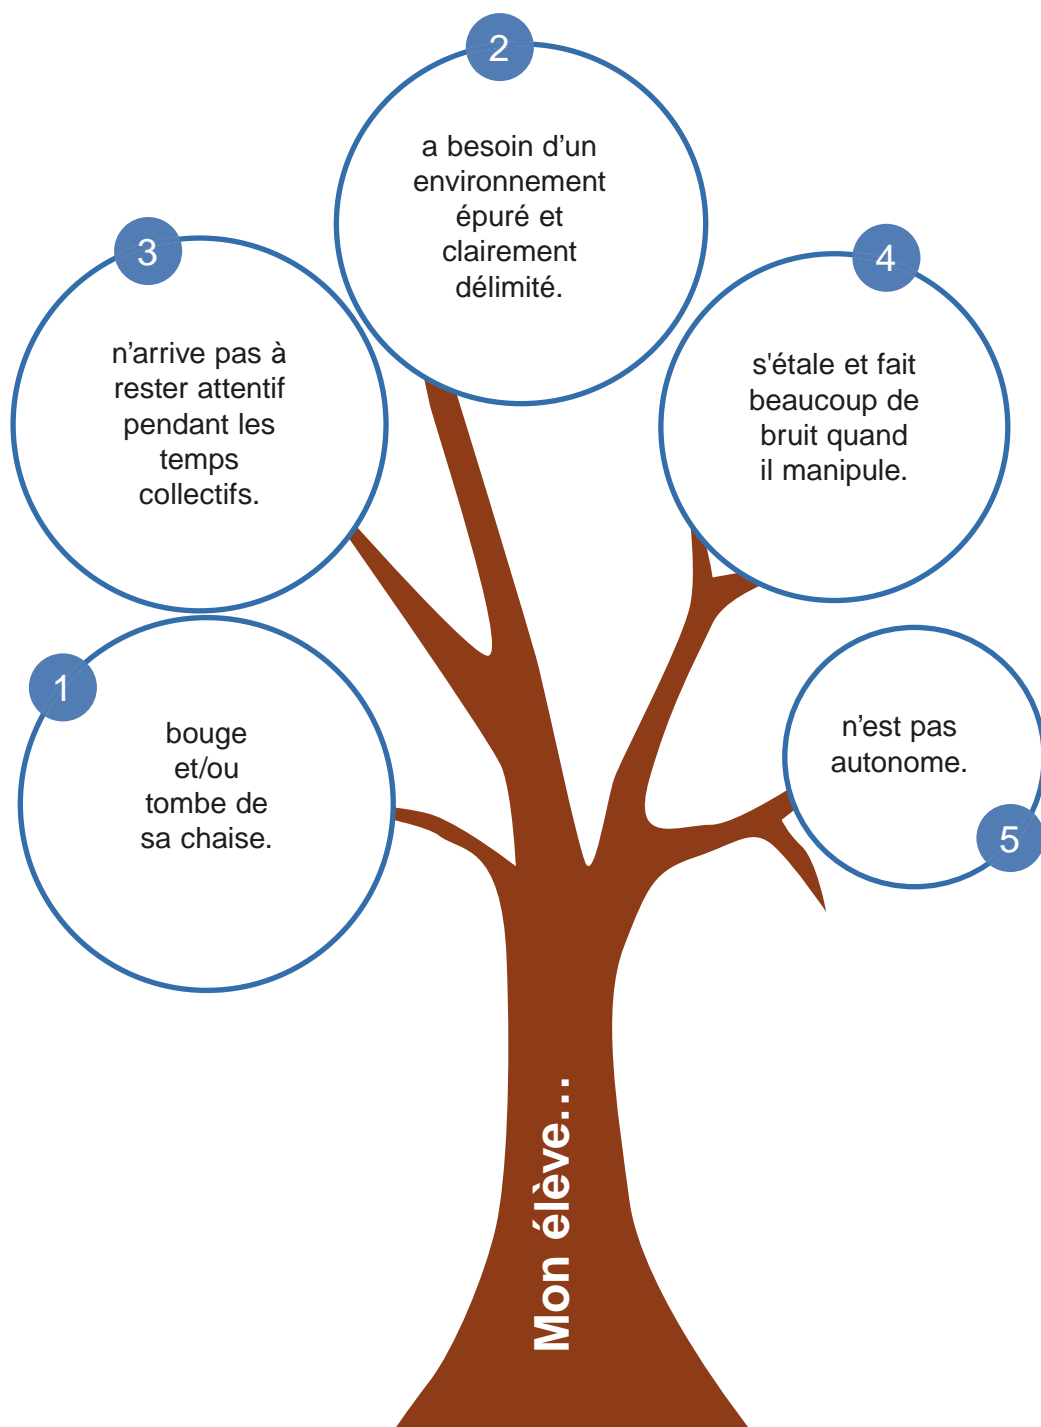 2
a besoin d'un
environnement
épuré et
clairement
délimité.
3
n'arrive pas à
rester attentif
pendant les
temps
collectifs.
4
s'étale et fait
beaucoup de
bruit quand
il manipule.
1
bouge
et/ou
tombe de
sa chaise.
n'est pas
autonome.
5
Mon élève...